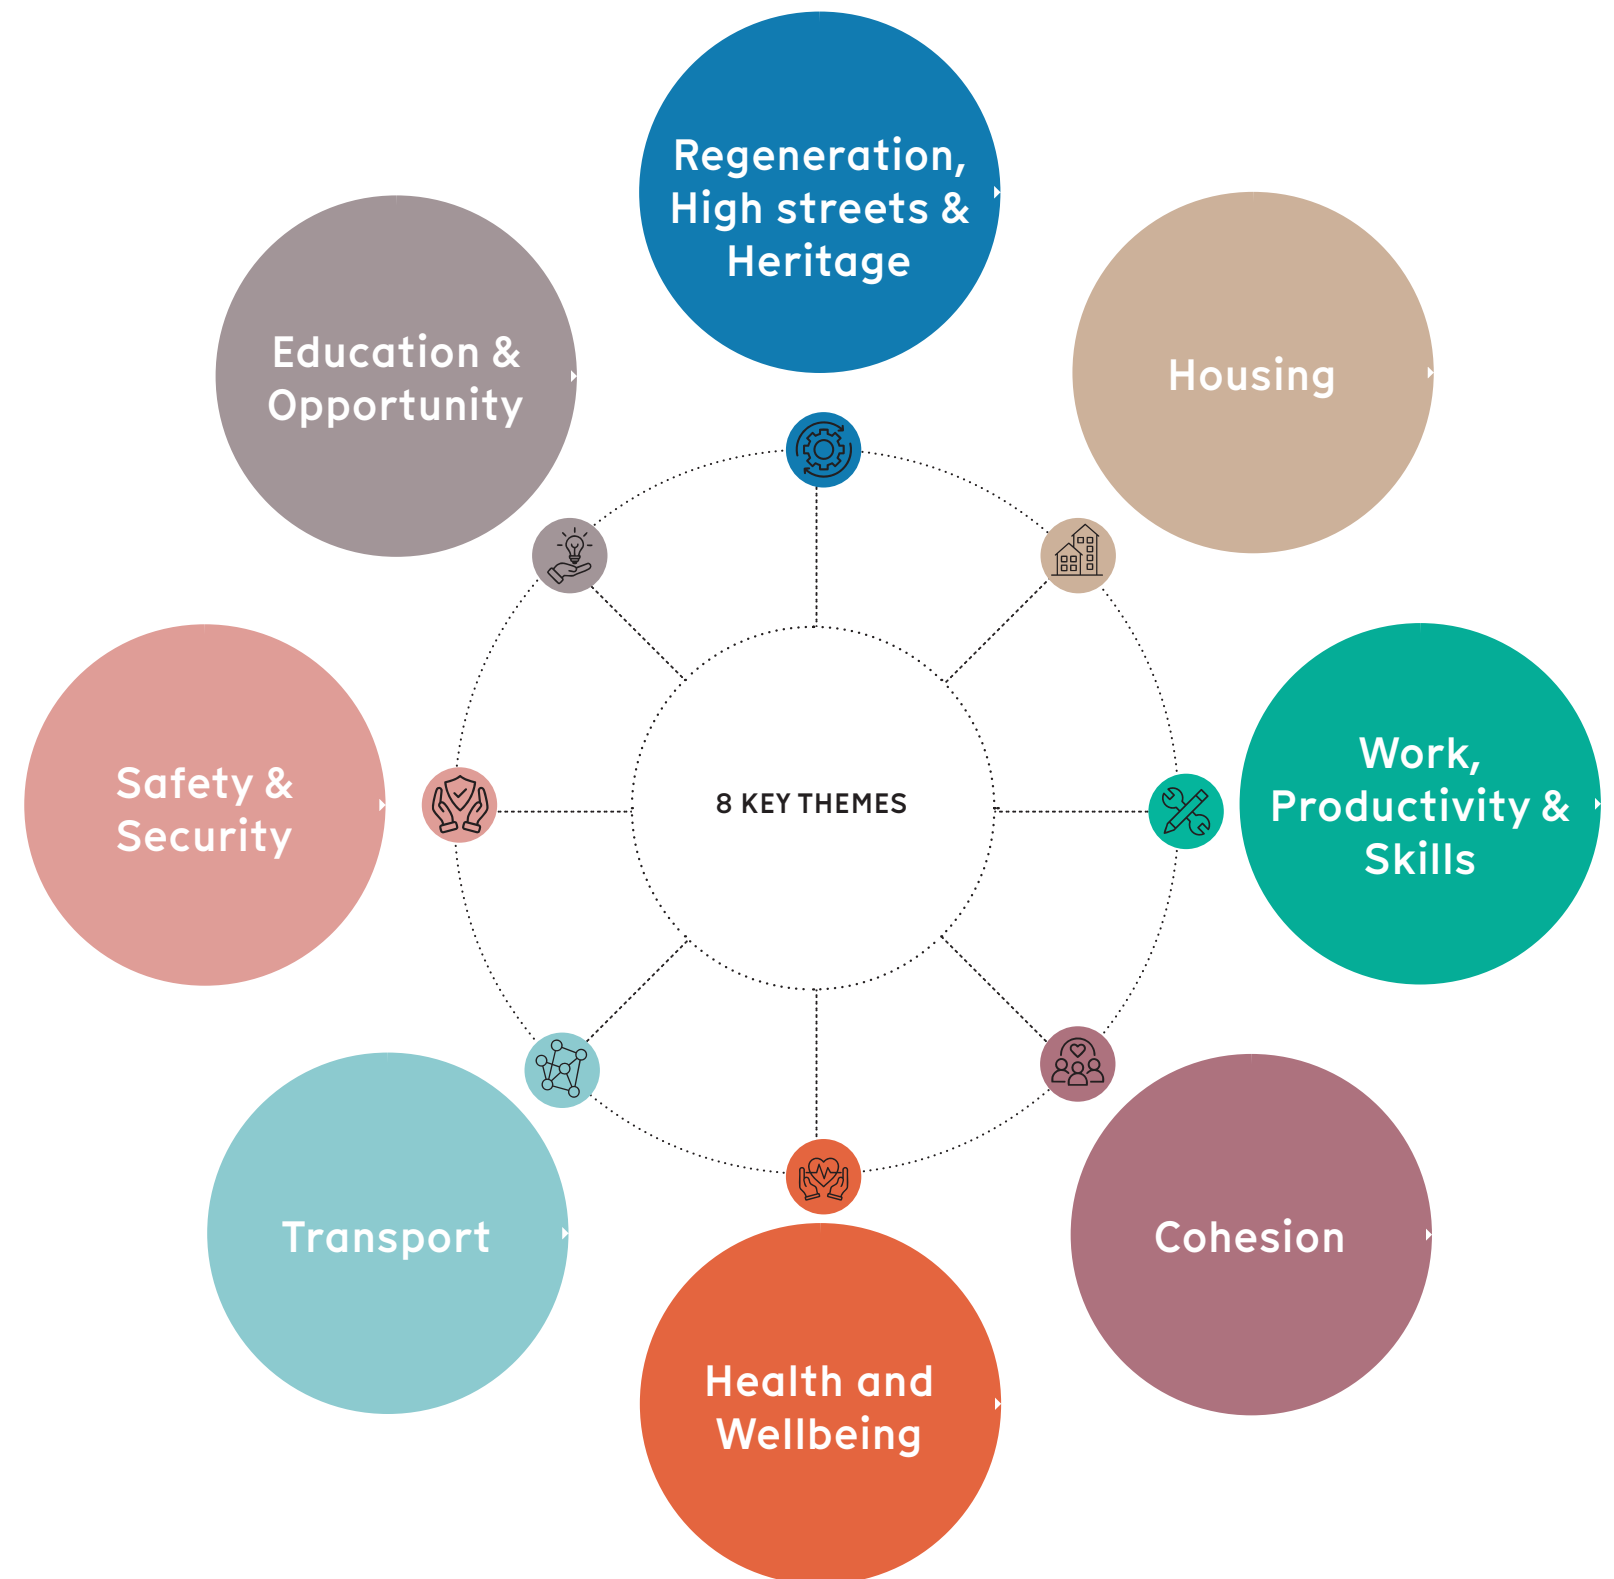 Regeneration,
High streets &
Heritage
Housing
Work,
Productivity &
Skills
Cohesion
Health and
Wellbeing
Transport
Safety &
Security
Education &
Opportunity
8 KEY THEMES